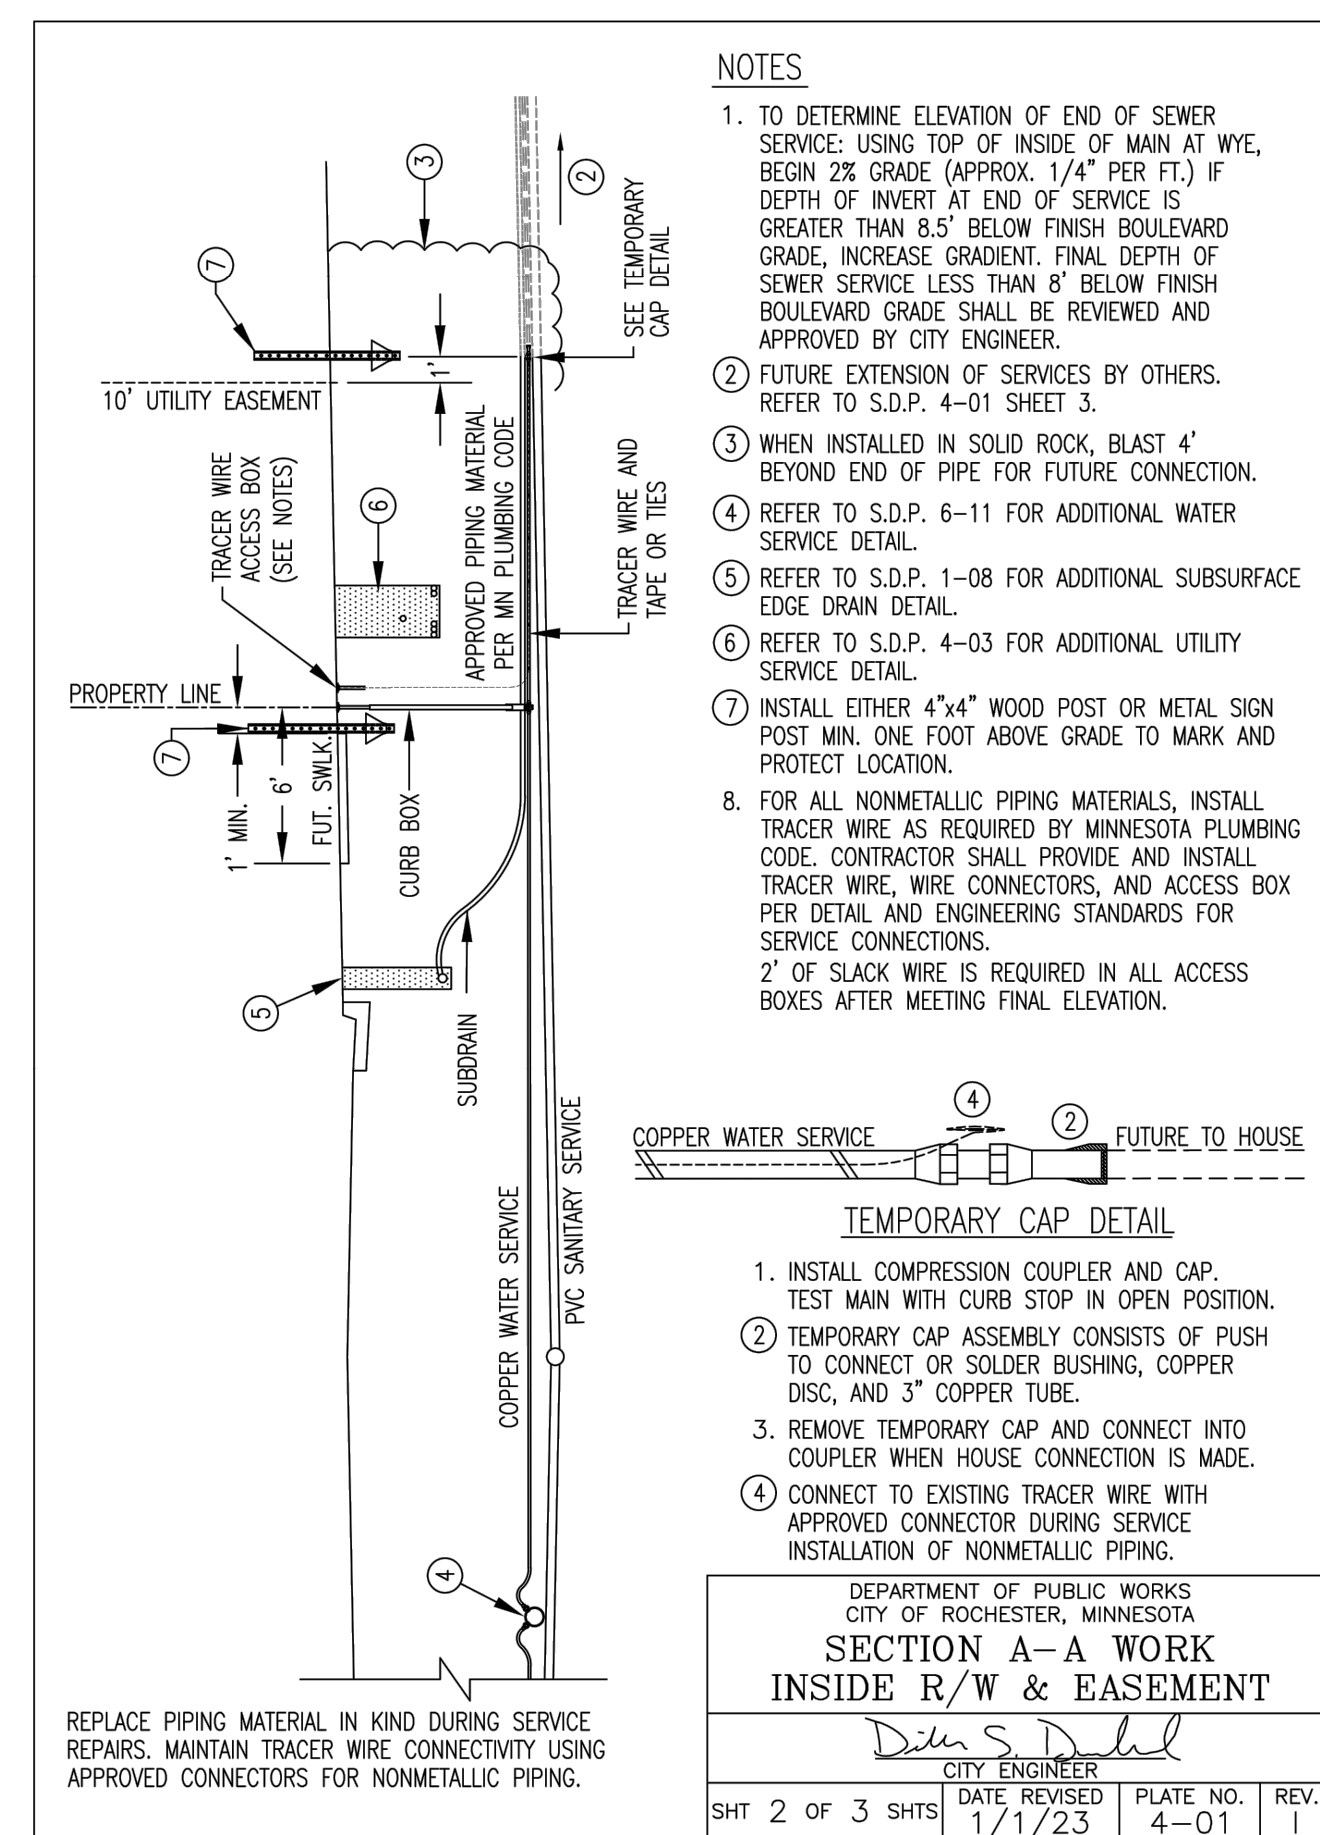 NOTES
1. TO DETERMINE ELEVATION OF END OF SEWER
SERVICE: USING TOP OF INSIDE OF MAIN AT WYE,
BEGIN 2% GRADE (APPROX. 1/4" PER FT.) IF
DEPTH OF INVERT AT END OF SERVICE IS
GREATER THAN 8.5' BELOW FINISH BOULEVARD
GRADE, INCREASE GRADIENT. FINAL DEPTH OF
SEWER SERVICE LESS THAN 8' BELOW FINISH
BOULEVARD GRADE SHALL BE REVIEWED AND
APPROVED BY CITY ENGINEER.
2 FUTURE EXTENSION OF SERVICES BY OTHERS.
REFER TO S.D.P. 4-01 SHEET 3.
3 WHEN INSTALLED IN SOLID ROCK, BLAST 4'
BEYOND END OF PIPE FOR FUTURE CONNECTION.
4 REFER TO S.D.P. 6-11 FOR ADDITIONAL WATER
SERVICE DETAIL.
5 REFER TO S.D.P. 1-08 FOR ADDITIONAL SUBSURFACE
EDGE DRAIN DETAIL.
6 REFER TO S.D.P. 4-03 FOR ADDITIONAL UTILITY
SERVICE DETAIL.
7 INSTALL EITHER 4"x4" WOOD POST OR METAL SIGN
POST MIN. ONE FOOT ABOVE GRADE TO MARK AND
PROTECT LOCATION.
8. FOR ALL NONMETALLIC PIPING MATERIALS, INSTALL
TRACER WIRE AS REQUIRED BY MINNESOTA PLUMBING
CODE. CONTRACTOR SHALL PROVIDE AND INSTALL
TRACER WIRE, WIRE CONNECTORS, AND ACCESS BOX
PER DETAIL AND ENGINEERING STANDARDS FOR
SERVICE CONNECTIONS.
2' OF SLACK WIRE IS REQUIRED IN ALL ACCESS
BOXES AFTER MEETING FINAL ELEVATION.
3
2
7
SEE TEMPORARY
CAP DETAIL
1'
10' UTILITY EASEMENT
TRACER WIRE
ACCESS BOX
(SEE NOTES)
6
APPROVED PIPING MATERIAL
PER MN PLUMBING CODE
TRACER WIRE AND
TAPE OR TIES
PROPERTY LINE
7
1' MIN.
6'
FUT. SWLK.
CURB BOX
5
SUBDRAIN
COPPER WATER SERVICE
PVC SANITARY SERVICE
4
REPLACE PIPING MATERIAL IN KIND DURING SERVICE
REPAIRS. MAINTAIN TRACER WIRE CONNECTIVITY USING
APPROVED CONNECTORS FOR NONMETALLIC PIPING.
4
2
COPPER WATER SERVICE
FUTURE TO HOUSE
TEMPORARY CAP DETAIL
1. INSTALL COMPRESSION COUPLER AND CAP.
TEST MAIN WITH CURB STOP IN OPEN POSITION.
2 TEMPORARY CAP ASSEMBLY CONSISTS OF PUSH
TO CONNECT OR SOLDER BUSHING, COPPER
DISC, AND 3" COPPER TUBE.
3. REMOVE TEMPORARY CAP AND CONNECT INTO
COUPLER WHEN HOUSE CONNECTION IS MADE.
4 CONNECT TO EXISTING TRACER WIRE WITH
APPROVED CONNECTOR DURING SERVICE
INSTALLATION OF NONMETALLIC PIPING.
DEPARTMENT OF PUBLIC WORKS
CITY OF ROCHESTER, MINNESOTA
SECTION A-A WORK
INSIDE R/W & EASEMENT
CITY ENGINEER
SHT 2 OF 3 SHTS
DATE REVISED
1/1/23
PLATE NO.
4-01
REV.
I